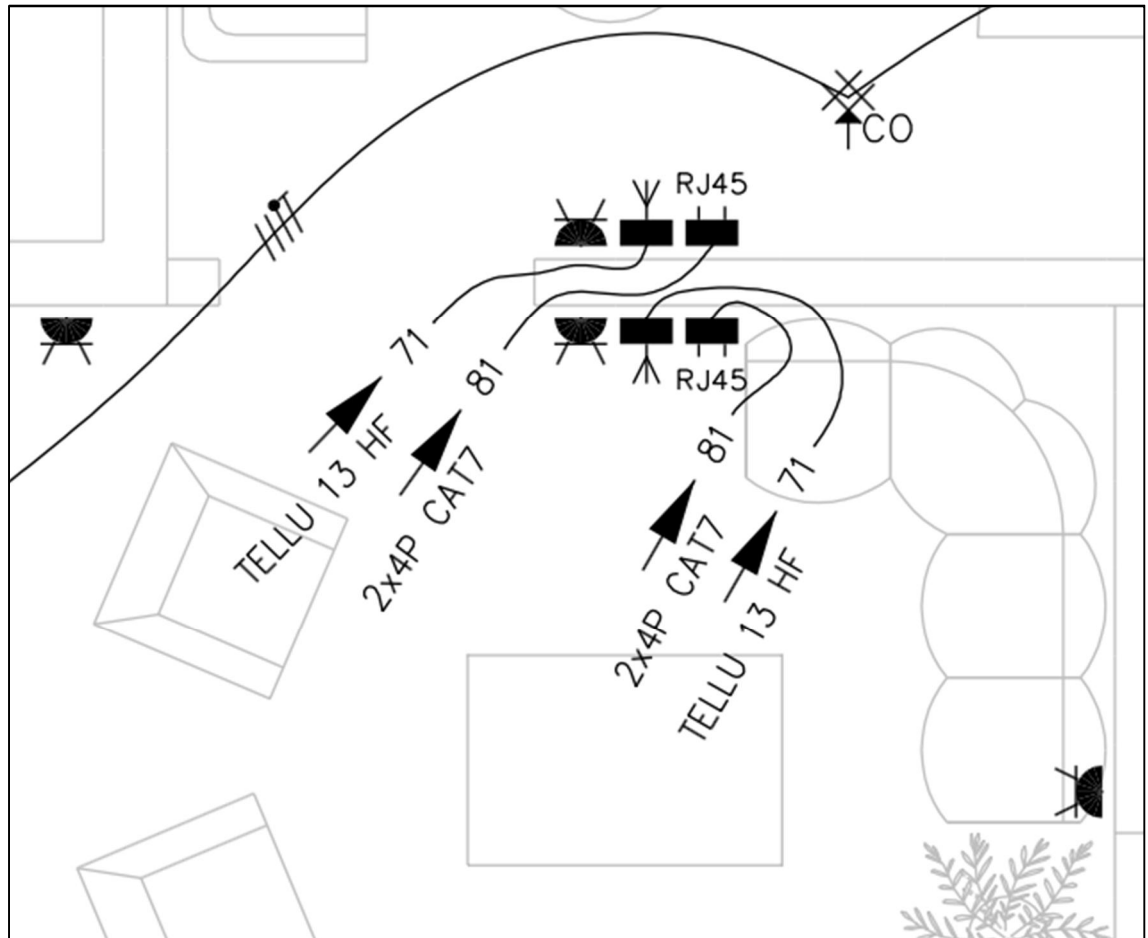 CO
RJ45
71
81
TELLU 13 HF
2x4P CAT7
RJ45
81
71
2x4P CAT7
TELLU 13 HF